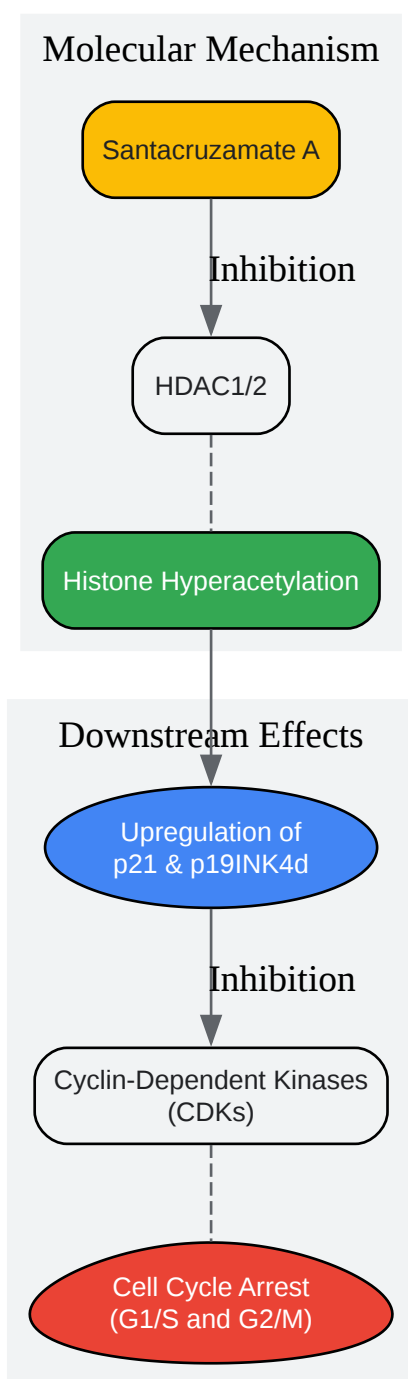 Molecular Mechanism
Santacruzamate A
Inhibition
HDAC1/2
Histone Hyperacetylation
Downstream Effects
Upregulation of
p21 & p19INK4d
Inhibition
Cyclin-Dependent Kinases
(CDKs)
Cell Cycle Arrest
(G1/S and G2/M)